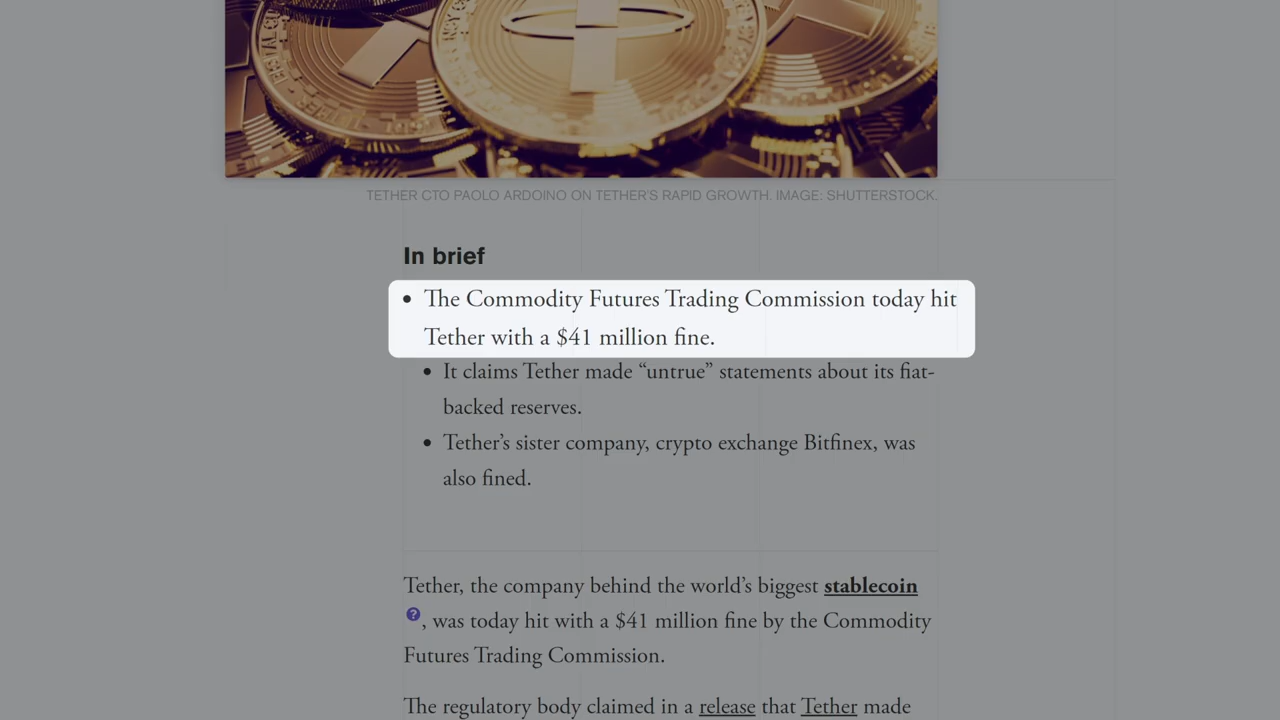 TETHER CTO PAOLO ARDOINO ON TETHER'S RAPID GROWTH. IMAGE: SHUTTERSTOCK.
In brief
• The Commodity Futures Trading Commission today hit
Tether with a $41 million fine.
• It claims Tether made “untrue” statements about its fiat-
backed reserves.
• Tether’s sister company, crypto exchange Bitfinex, was
also fined.
Tether, the company behind the world’s biggest stablecoin
?, was today hit with a $41 million fine by the Commodity
Futures Trading Commission.
The regulatory body claimed in a release that Tether made